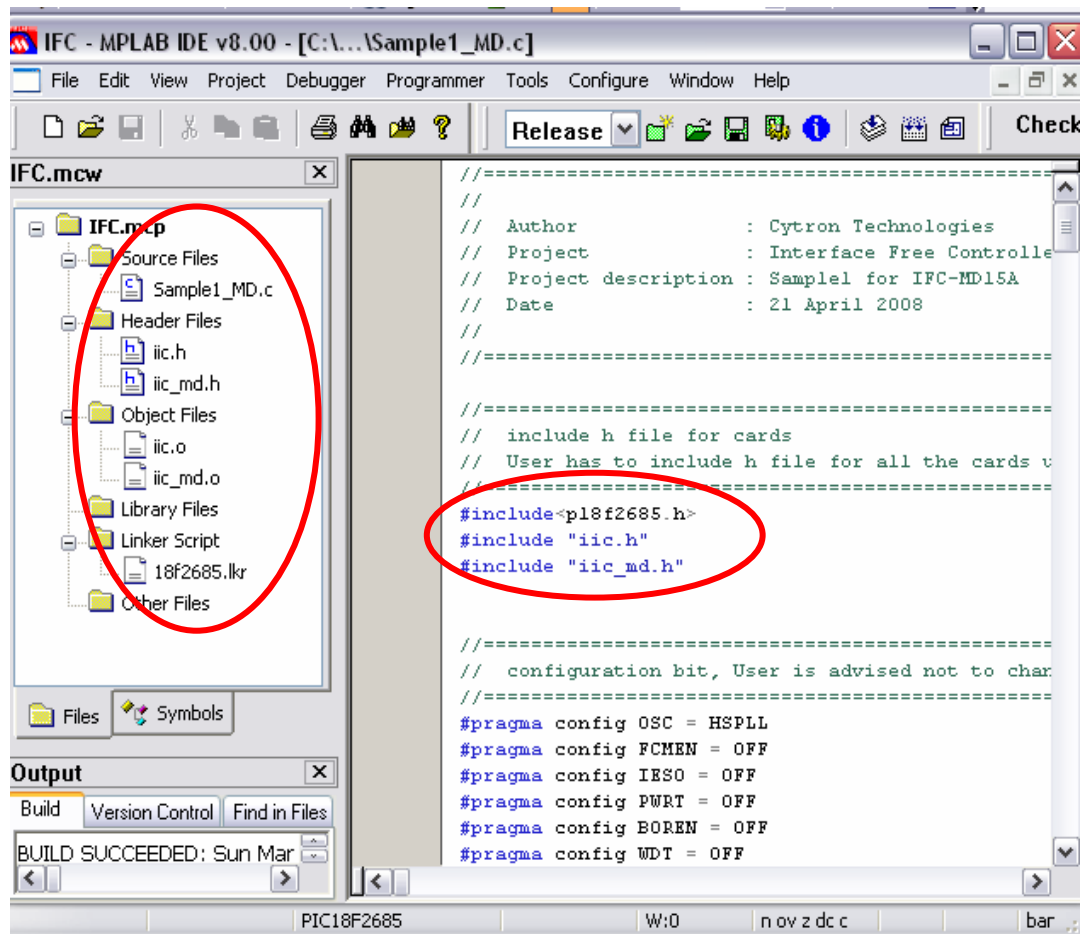 IFC - MPLAB IDE v8.00 - [C:\...\Sample1_MD.c]
File Edit View Project Debugger Programmer Tools Configure Window Help
Release Check
IFC.mcw
IFC.mcp
Source Files
Sample1_MD.c
Header Files
iic.h
iic_md.h
Object Files
iic.o
iic_md.o
Library Files
Linker Script
18f2685.lkr
Other Files
Files Symbols
Output
Build Version Control Find in Files
BUILD SUCCEEDED: Sun Mar
//================================================
//
// Author : Cytron Technologies
// Project : Interface Free Controlle
// Project description : Sample1 for IFC-MD15A
// Date : 21 April 2008
//
//================================================
//================================================
// include h file for cards
// User has to include h file for all the cards u
//================================================
#include<p18f2685.h>
#include "iic.h"
#include "iic_md.h"
//================================================
// configuration bit, User is advised not to chan
//================================================
#pragma config OSC = HSPLL
#pragma config FCMEN = OFF
#pragma config IESO = OFF
#pragma config PWRT = OFF
#pragma config BOREN = OFF
#pragma config WDT = OFF
PIC18F2685 W:0 n ov z dc c bar